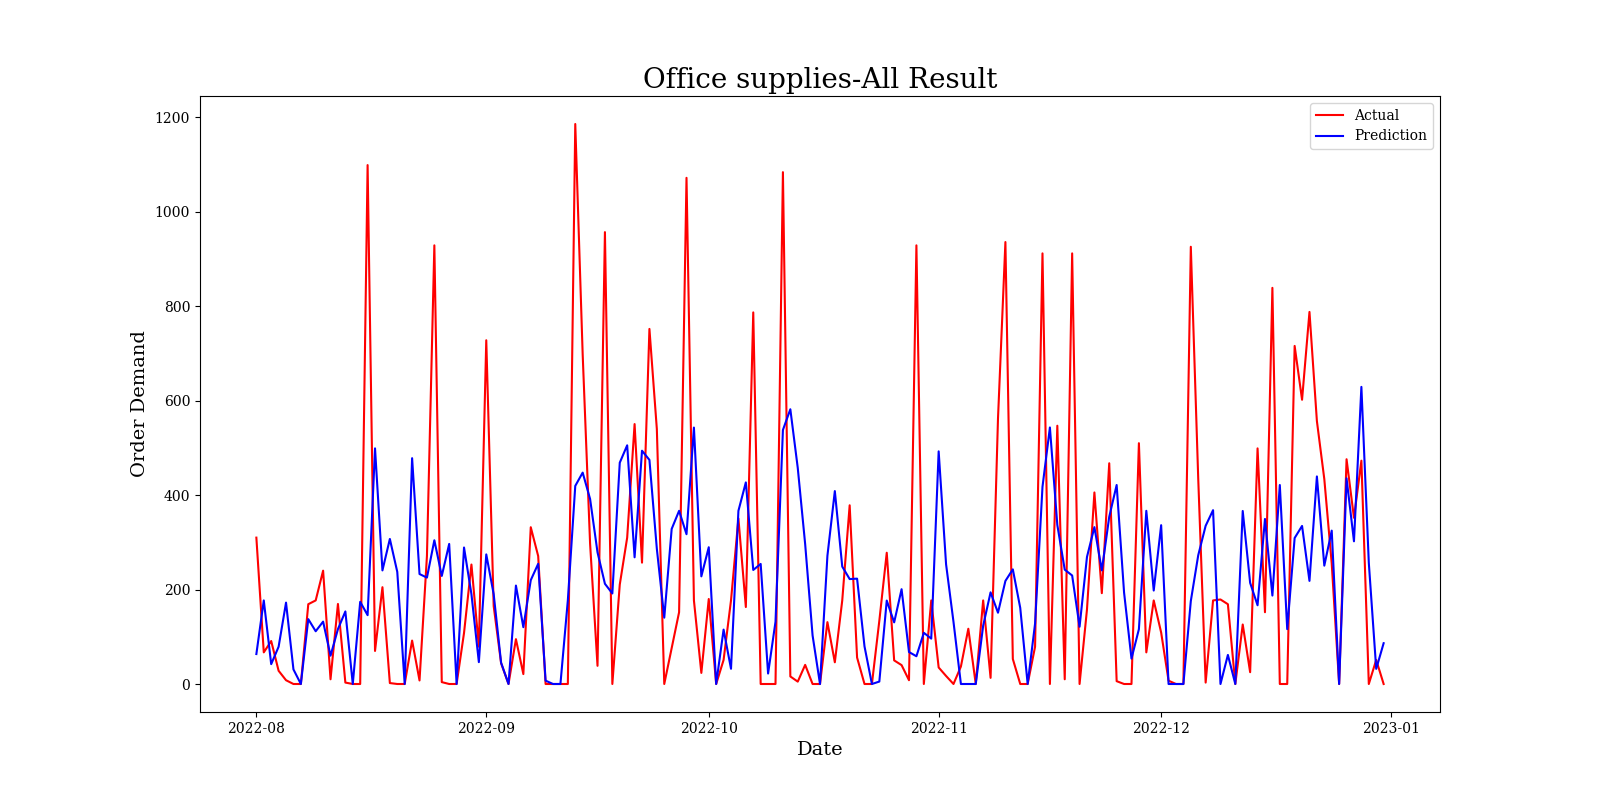 Office supplies-All Result
Actual
Prediction
1200
1000
800
600
400
200
0
Order Demand
2022-08
2022-09
2022-10
2022-11
2022-12
2023-01
Date